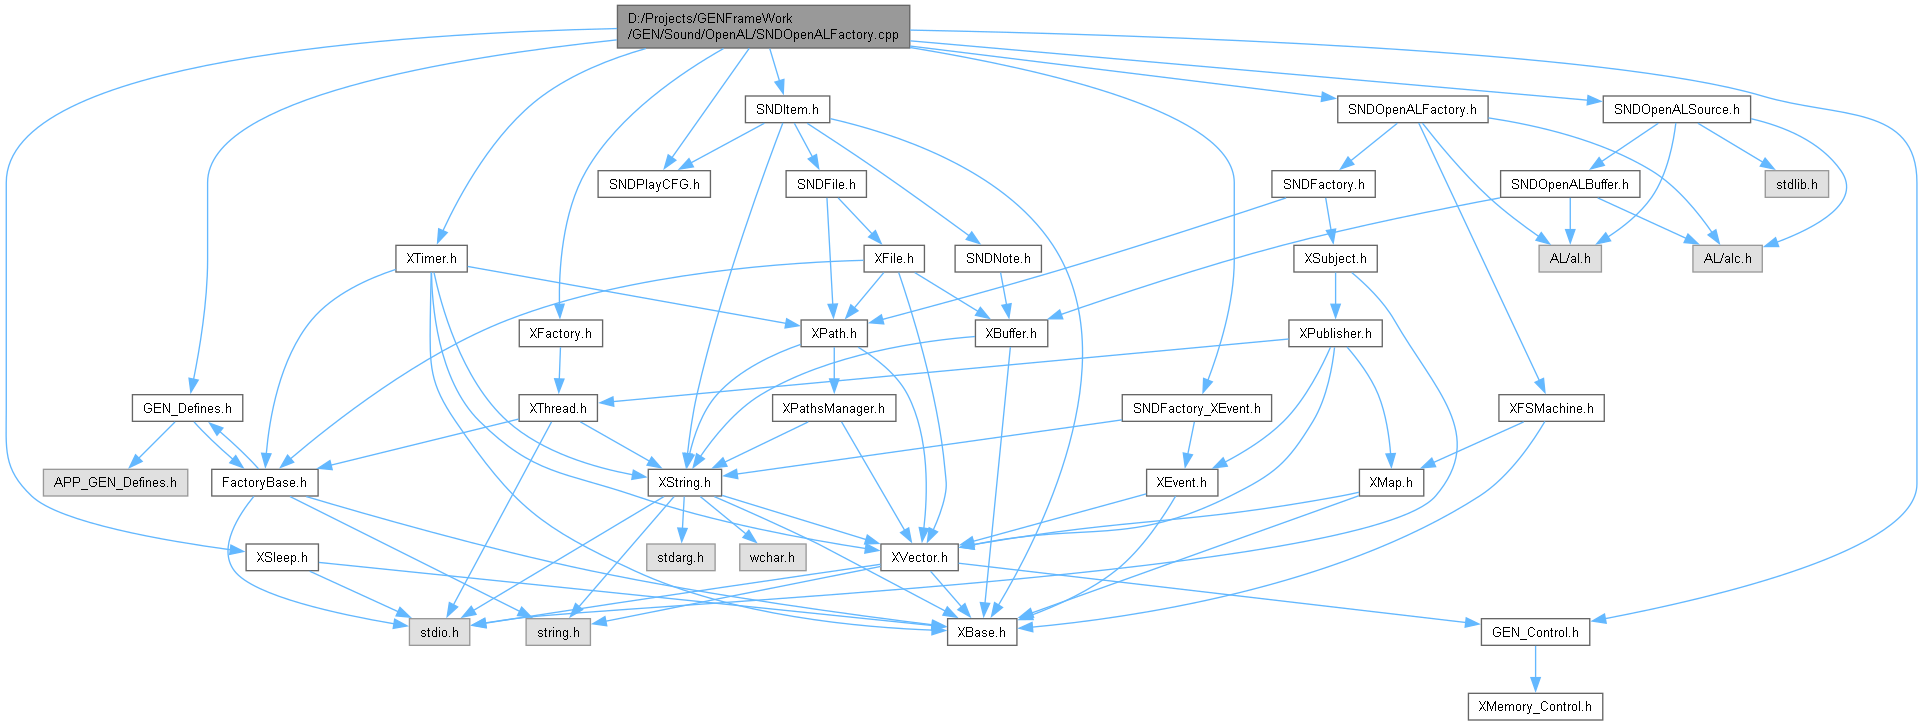 D:/Projects/GENFrameWork
/GEN/Sound/OpenAL/SNDOpenALFactory.cpp
SNDItem.h
SNDOpenALFactory.h
SNDOpenALSource.h
SNDPlayCFG.h
SNDFile.h
SNDFactory.h
SNDOpenALBuffer.h
stdlib.h
XTimer.h
XFile.h
SNDNote.h
XSubject.h
AL/al.h
AL/alc.h
XFactory.h
XPath.h
XBuffer.h
XPublisher.h
GEN_Defines.h
XThread.h
XPathsManager.h
SNDFactory_XEvent.h
XFSMachine.h
APP_GEN_Defines.h
FactoryBase.h
XString.h
XEvent.h
XMap.h
XSleep.h
stdarg.h
wchar.h
XVector.h
stdio.h
string.h
XBase.h
GEN_Control.h
XMemory_Control.h